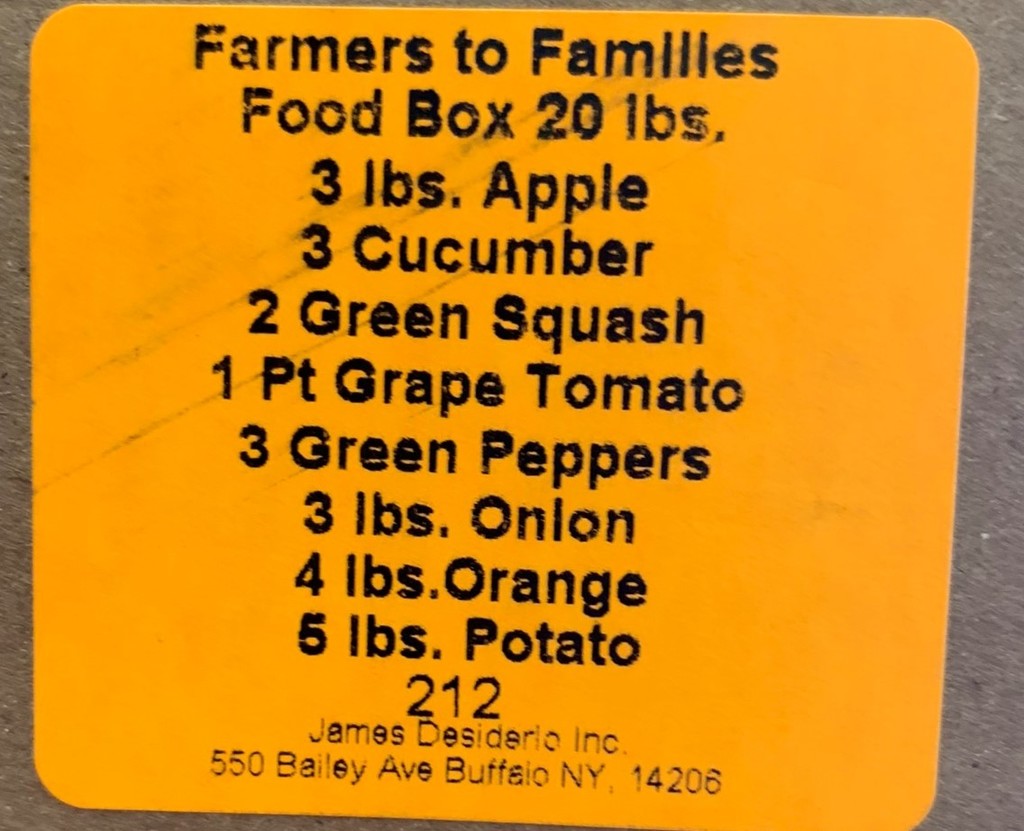 Farmers to Families
Food Box 20 lbs.
3 lbs. Apple
3 Cucumber
2 Green Squash
1 Pt Grape Tomato
3 Green Peppers
3 lbs. Onion
4 lbs.Orange
5 lbs. Potato
212
James Desiderio Inc.
550 Bailey Ave Buffalo NY, 14206